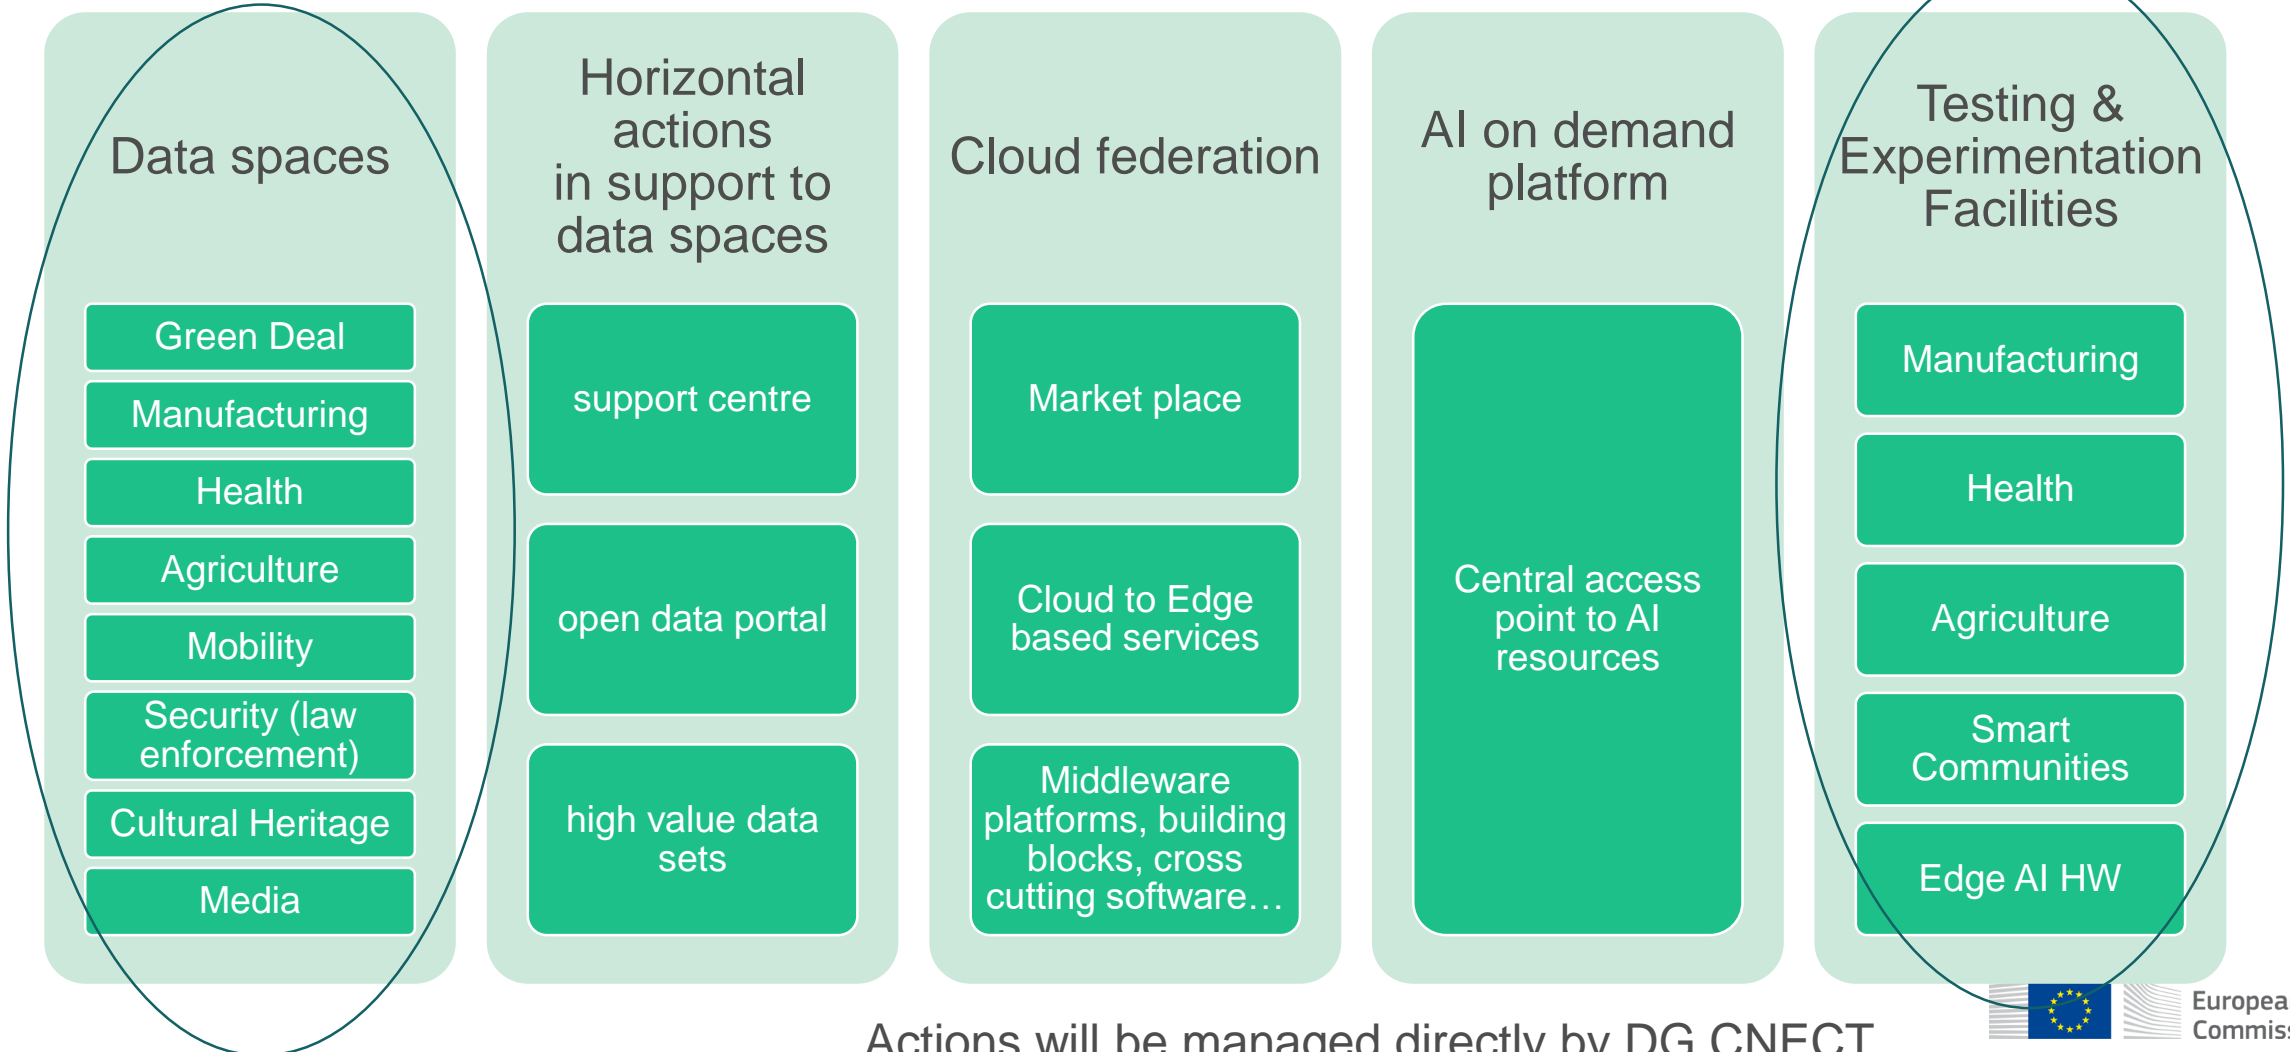 Data spaces
Green Deal
Manufacturing
Health
Agriculture
Mobility
Security (law
enforcement)
Cultural Heritage
Media
Horizontal
actions
in support to
data spaces
support centre
open data portal
high value data
sets
Cloud federation
Market place
Cloud to Edge
based services
Middleware
platforms, building
blocks, cross
cutting software…
AI on demand
platform
Central access
point to AI
resources
Testing &
Experimentation
Facilities
Manufacturing
Health
Agriculture
Smart
Communities
Edge AI HW
Actions will be managed directly by DG CNECT
Europea
Commiss